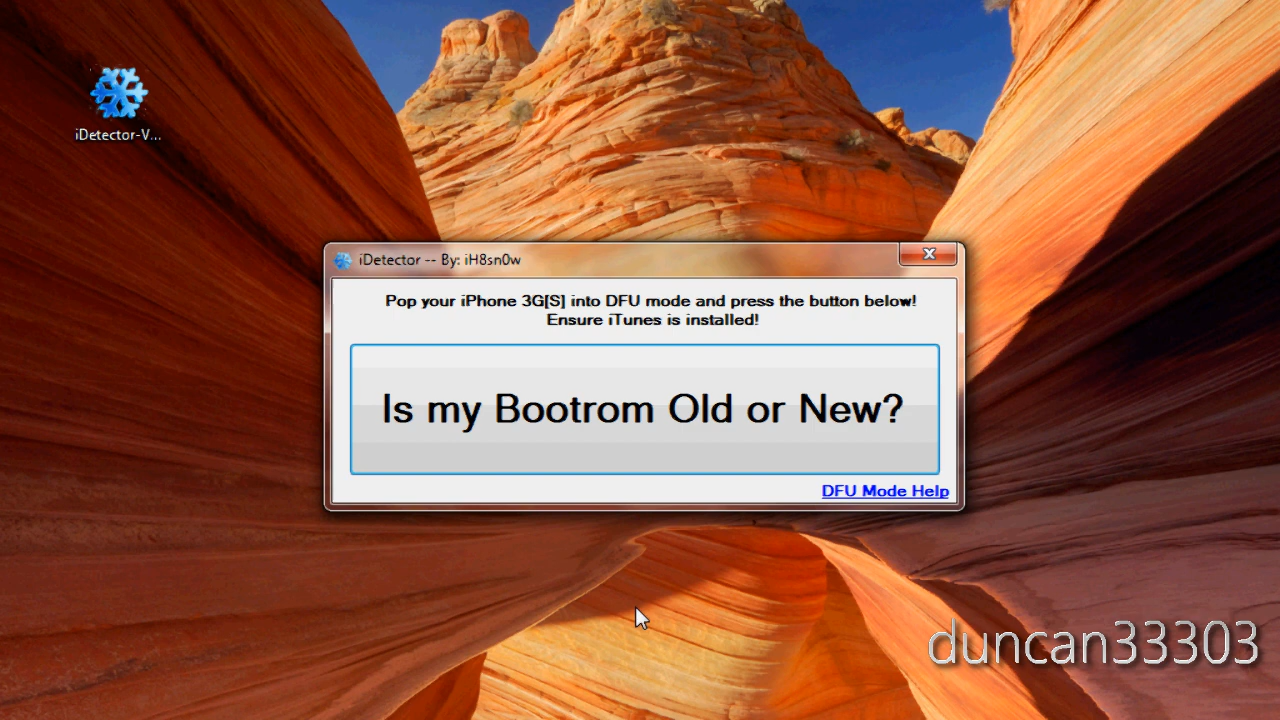 iDetector-V...
iDetector -- By: iH8sn0w
x
Pop your iPhone 3G[S] into DFU mode and press the button below!
Ensure iTunes is installed!
Is my Bootrom Old or New?
DFU Mode Help
duncan33303